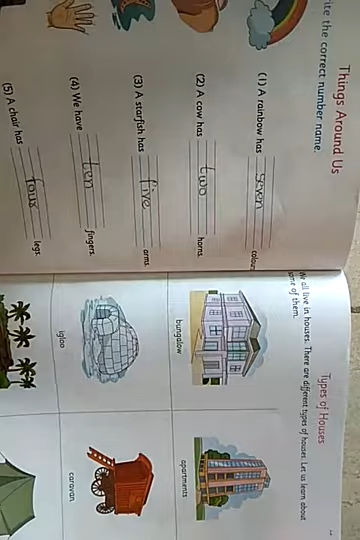 Things Around Us
ite the correct number name.
(1) A rainbow has seven colour
(2) A cow has two horns.
(3) A starfish has five arms.
(4) We have ten fingers.
(5) A chair has four legs.
Types of Houses
We all live in houses. There are different types of houses. Let us learn about
some of them.
bungalow
apartments
igloo
caravan